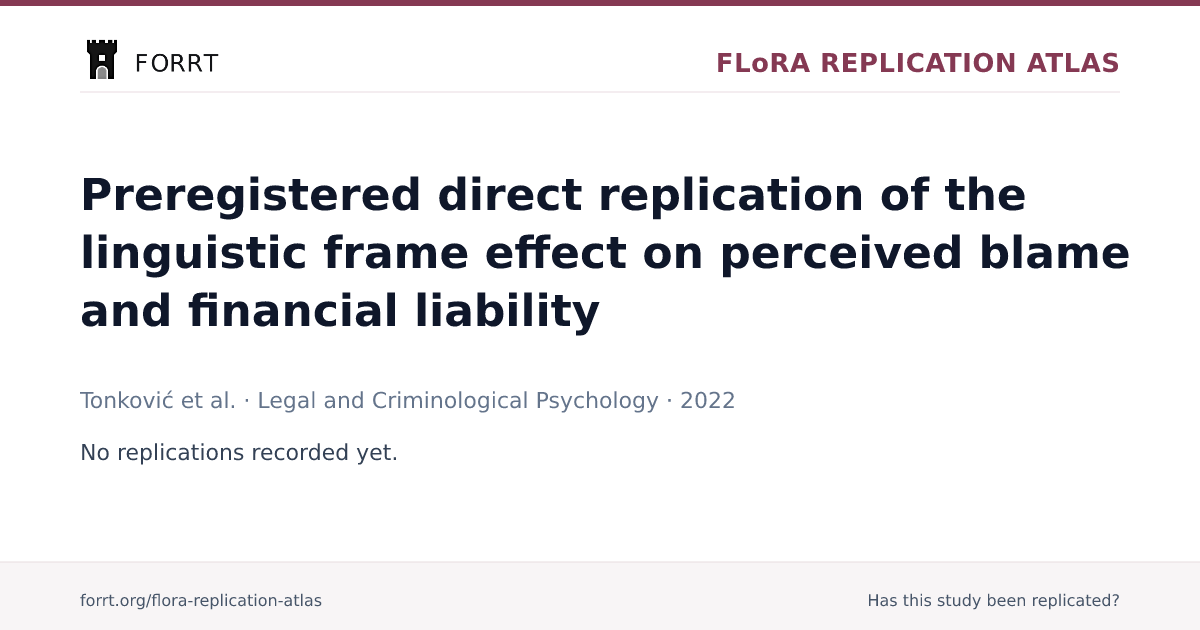 FORRT
FLoRA REPLICATION ATLAS
Preregistered direct replication of the
linguistic frame effect on perceived blame
and financial liability
Tonković et al. · Legal and Criminological Psychology · 2022
No replications recorded yet.
forrt.org/flora-replication-atlas
Has this study been replicated?